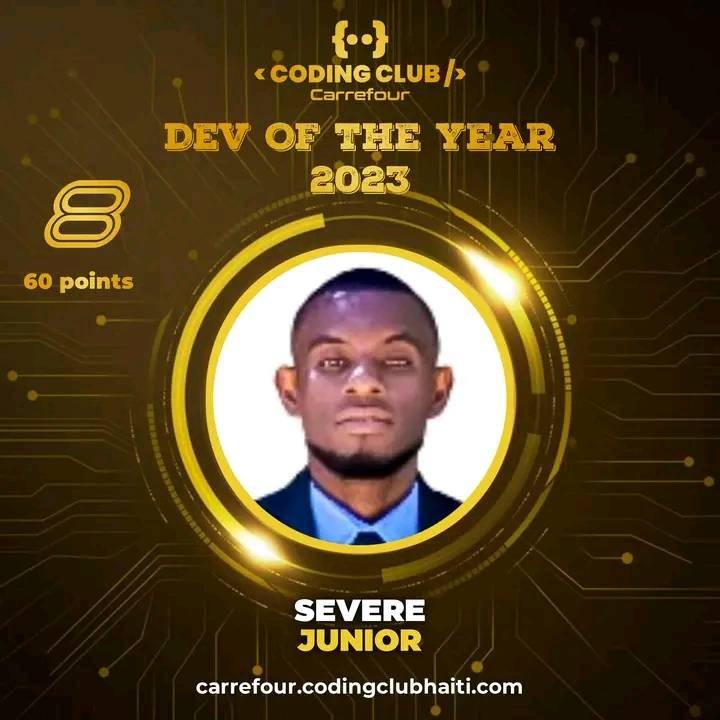 {••}
< CODING CLUB />
Carrefour
DEV OF THE YEAR
2023
8
60 points
SEVERE
JUNIOR
carrefour.codingclubhaiti.com